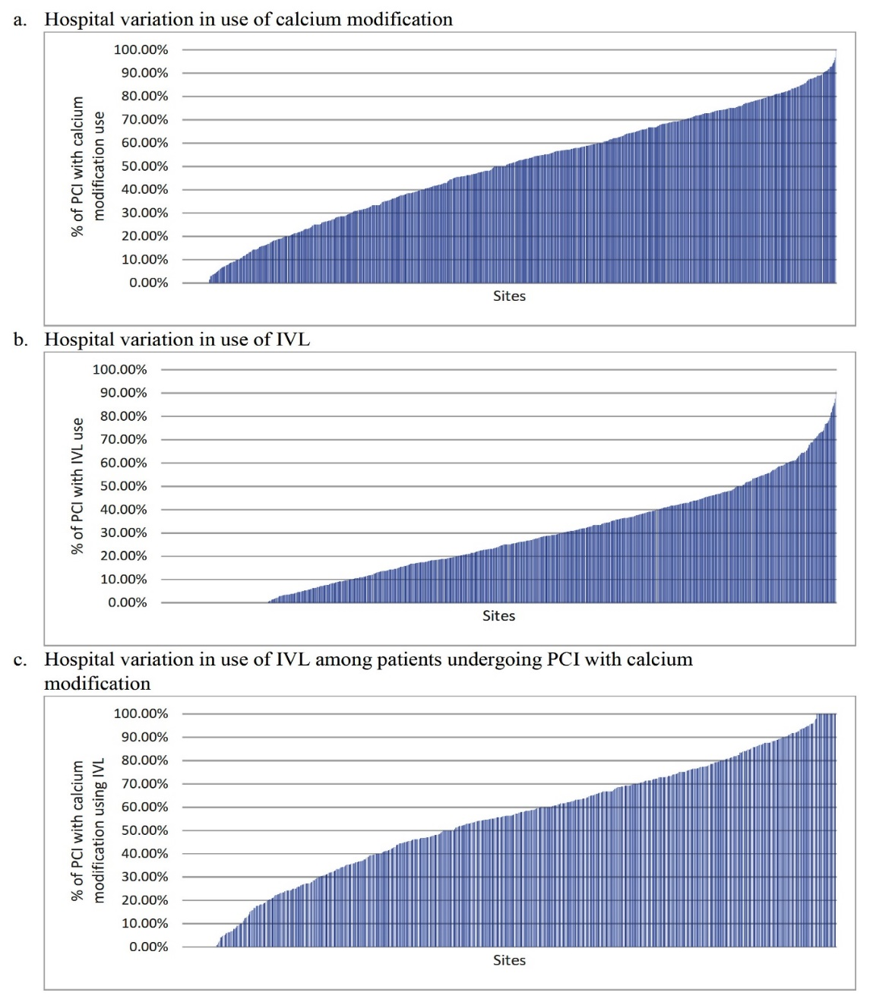 a. Hospital variation in use of calcium modification
100.00%
90.00%
80.00%
70.00%
60.00%
50.00%
40.00%
30.00%
20.00%
10.00%
0.00%
% of PCI with calcium
modification use
Sites
b. Hospital variation in use of IVL
100.00%
90.00%
80.00%
70.00%
60.00%
50.00%
40.00%
30.00%
20.00%
10.00%
0.00%
% of PCI with IVL use
Sites
c. Hospital variation in use of IVL among patients undergoing PCI with calcium
modification
100.00%
90.00%
80.00%
70.00%
60.00%
50.00%
40.00%
30.00%
20.00%
10.00%
0.00%
% of PCI with calcium
modification using IVL
Sites